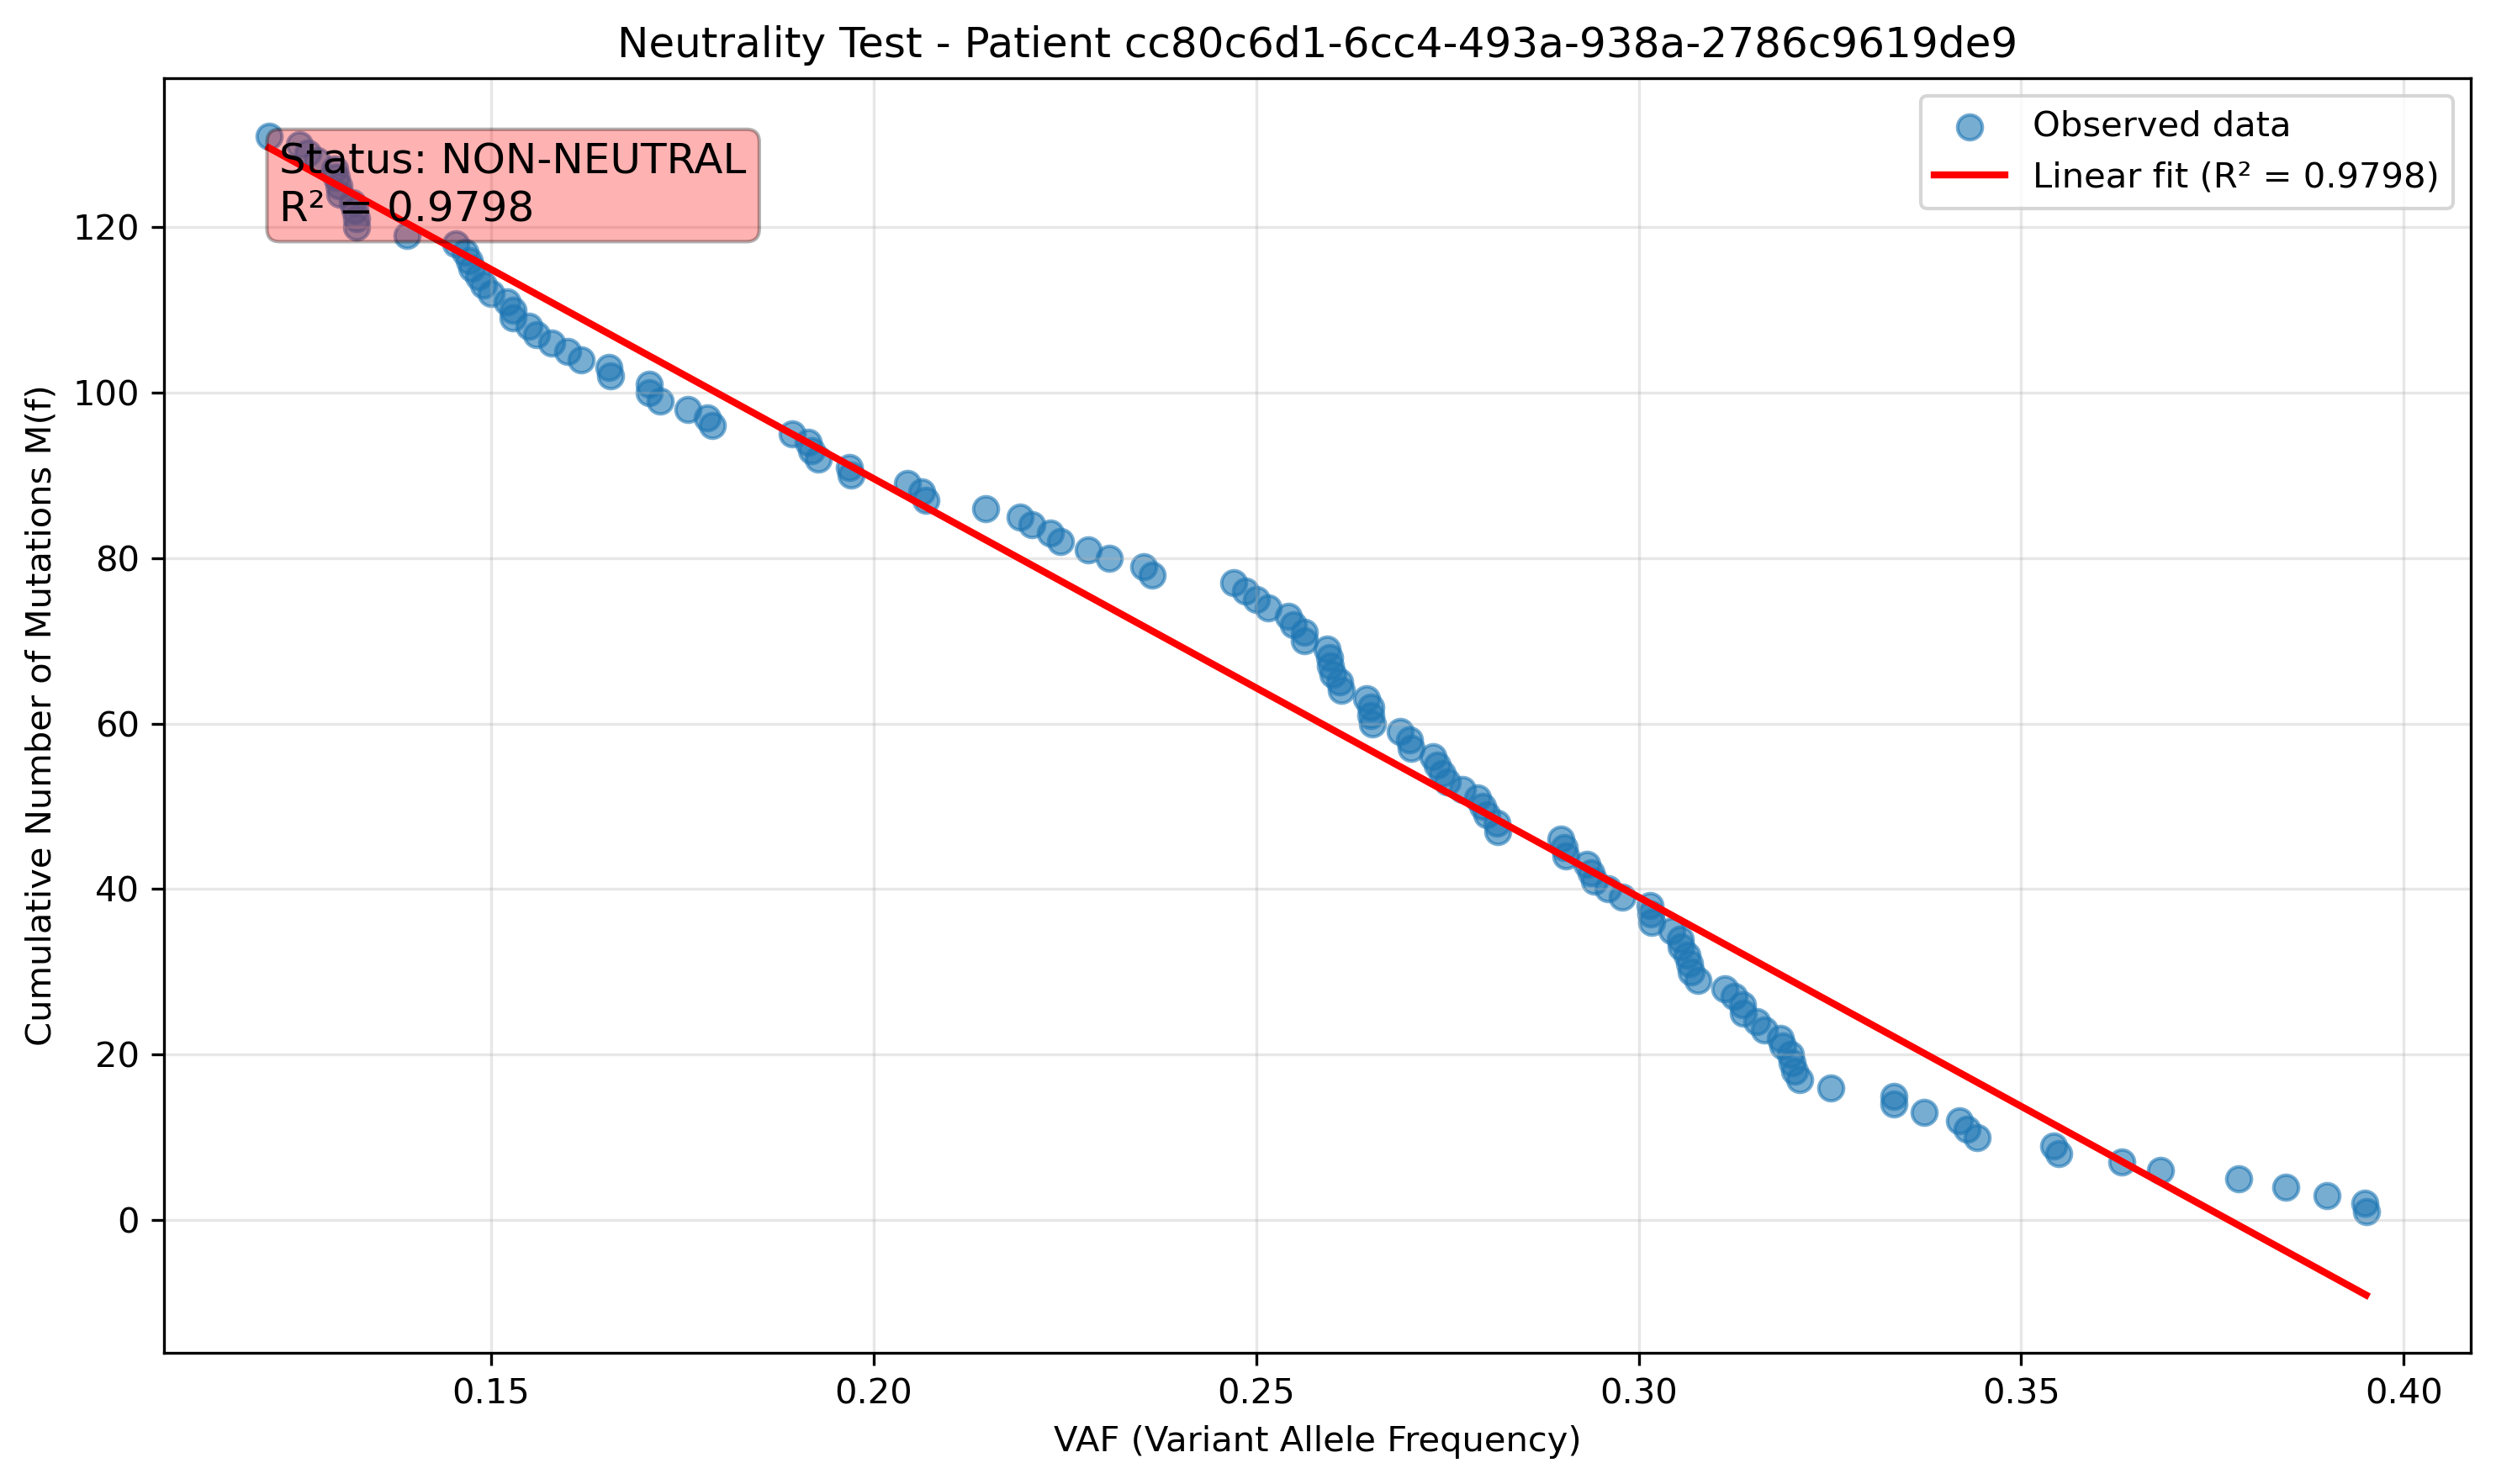 Neutrality Test - Patient cc80c6d1-6cc4-493a-938a-2786c9619de9
Status: NON-NEUTRAL
R² = 0.9798
Observed data
Linear fit (R² = 0.9798)
Cumulative Number of Mutations M(f)
120
100
80
60
40
20
0
0.15
0.20
0.25
0.30
0.35
0.40
VAF (Variant Allele Frequency)